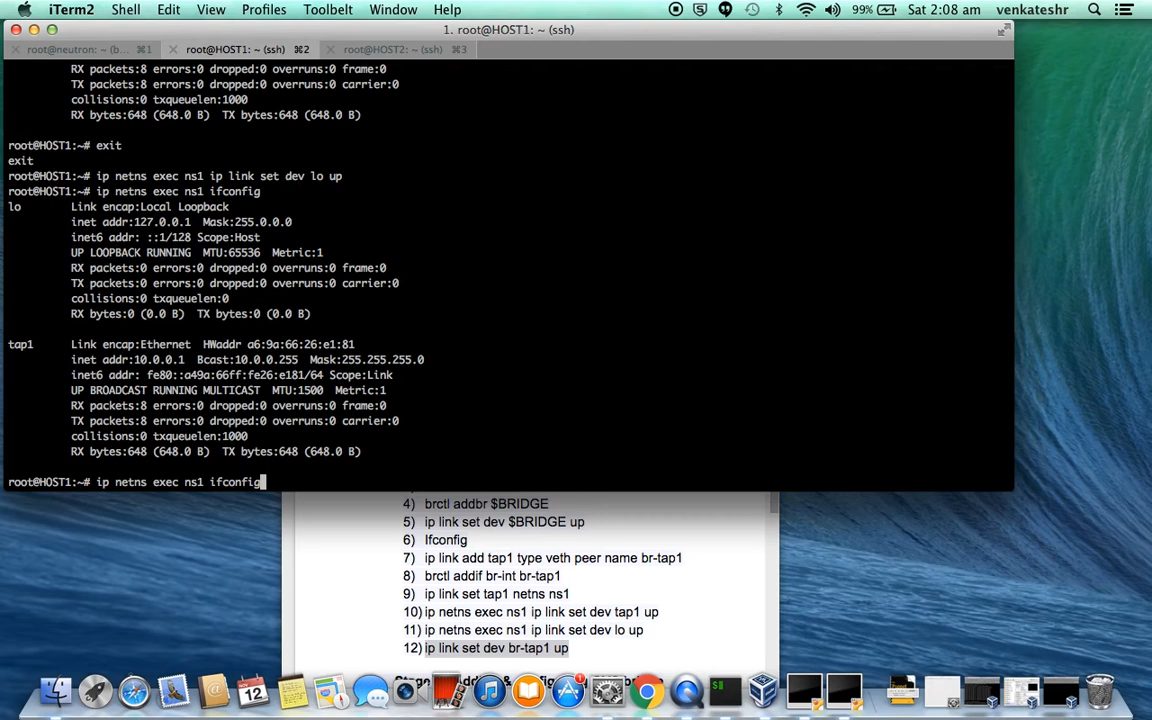 iTerm2 Shell Edit View Profiles Toolbelt Window Help 99% Sat 2:08 am venkateshr
1. root@HOST1: ~ (ssh)
root@neutron: ~ (b... ⌘1 root@HOST1: ~ (ssh) ⌘2 root@HOST2: ~ (ssh) ⌘3
RX packets:8 errors:0 dropped:0 overruns:0 frame:0
TX packets:8 errors:0 dropped:0 overruns:0 carrier:0
collisions:0 txqueuelen:1000
RX bytes:648 (648.0 B) TX bytes:648 (648.0 B)
root@HOST1:~# exit
exit
root@HOST1:~# ip netns exec ns1 ip link set dev lo up
root@HOST1:~# ip netns exec ns1 ifconfig
lo Link encap:Local Loopback
inet addr:127.0.0.1 Mask:255.0.0.0
inet6 addr: ::1/128 Scope:Host
UP LOOPBACK RUNNING MTU:65536 Metric:1
RX packets:0 errors:0 dropped:0 overruns:0 frame:0
TX packets:0 errors:0 dropped:0 overruns:0 carrier:0
collisions:0 txqueuelen:0
RX bytes:0 (0.0 B) TX bytes:0 (0.0 B)
tap1 Link encap:Ethernet HWaddr a6:9a:66:26:e1:81
inet addr:10.0.0.1 Bcast:10.0.0.255 Mask:255.255.255.0
inet6 addr: fe80::a49a:66ff:fe26:e181/64 Scope:Link
UP BROADCAST RUNNING MULTICAST MTU:1500 Metric:1
RX packets:8 errors:0 dropped:0 overruns:0 frame:0
TX packets:8 errors:0 dropped:0 overruns:0 carrier:0
collisions:0 txqueuelen:1000
RX bytes:648 (648.0 B) TX bytes:648 (648.0 B)
root@HOST1:~# ip netns exec ns1 ifconfig
4) brctl addbr $BRIDGE
5) ip link set dev $BRIDGE up
6) Ifconfig
7) ip link add tap1 type veth peer name br-tap1
8) brctl addif br-int br-tap1
9) ip link set tap1 netns ns1
10) ip netns exec ns1 ip link set dev tap1 up
11) ip netns exec ns1 ip link set dev lo up
12) ip link set dev br-tap1 up